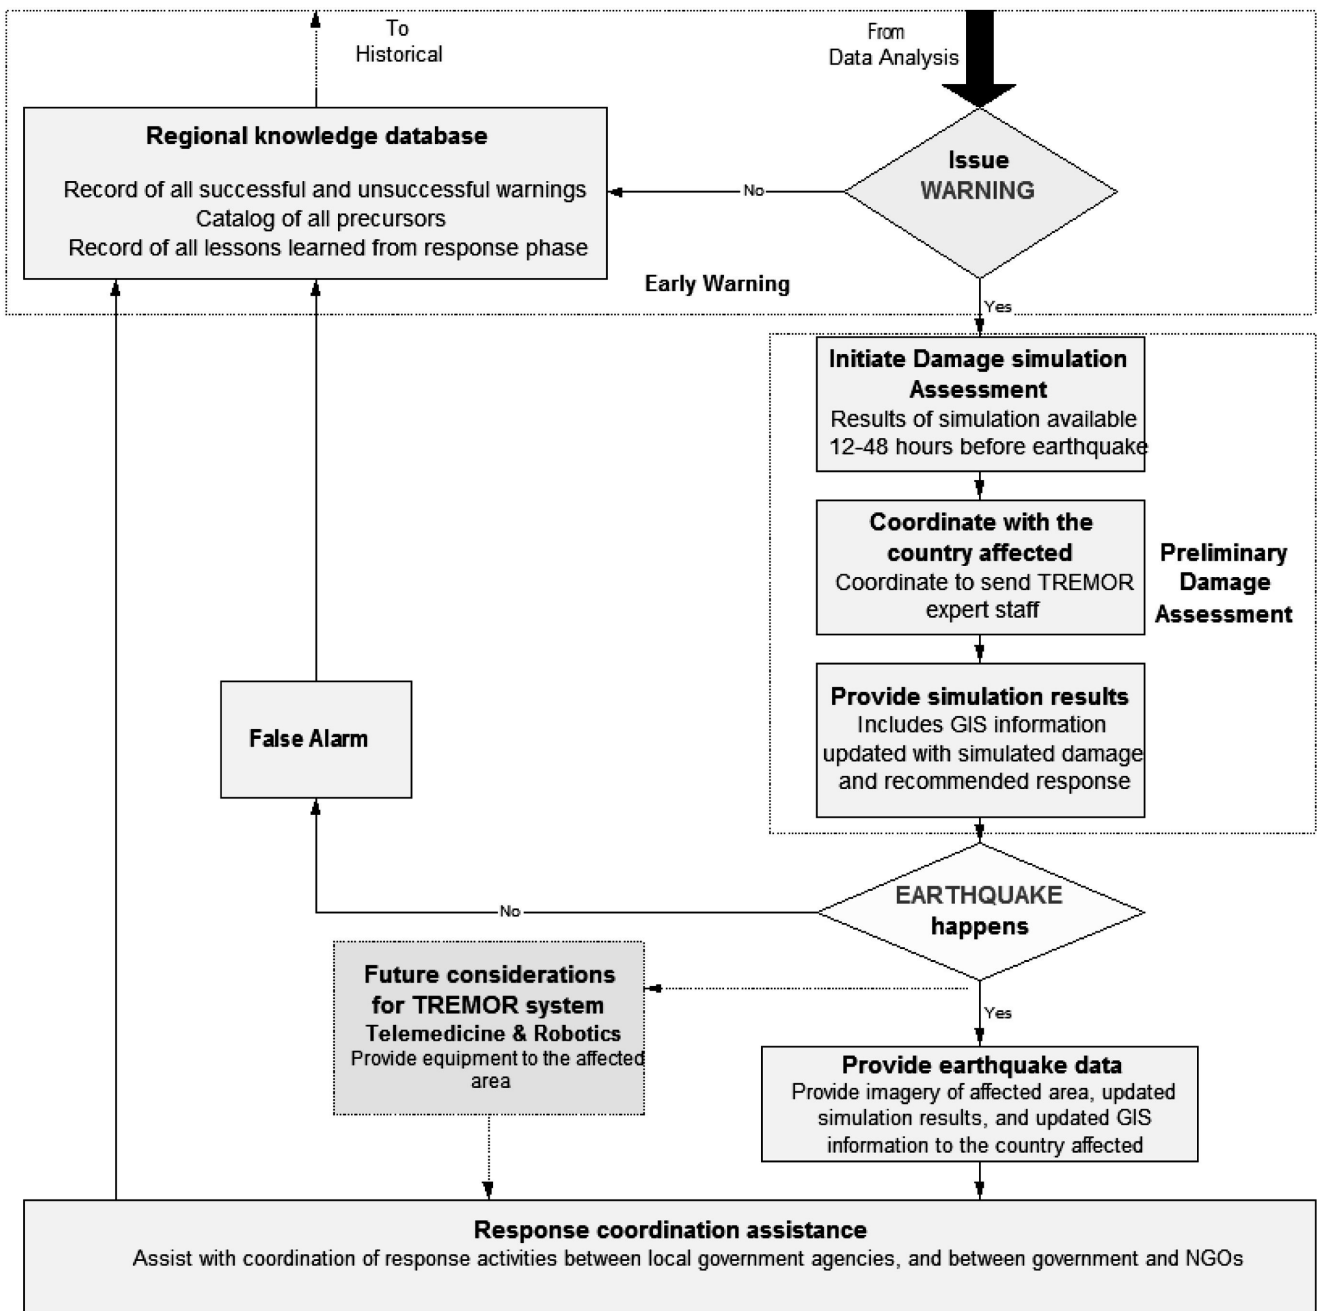 To
Historical
From
Data Analysis
Regional knowledge database
Record of all successful and unsuccessful warnings
Catalog of all precursors
Record of all lessons learned from response phase
No
Issue
WARNING
Early Warning
Yes
Initiate Damage simulation
Assessment
Results of simulation available
12-48 hours before earthquake
Coordinate with the
country affected
Coordinate to send TREMOR
expert staff
Preliminary
Damage
Assessment
Provide simulation results
Includes GIS information
updated with simulated damage
and recommended response
False Alarm
EARTHQUAKE
happens
No
Future considerations
for TREMOR system
Telemedicine & Robotics
Provide equipment to the affected
area
Yes
Provide earthquake data
Provide imagery of affected area, updated
simulation results, and updated GIS
information to the country affected
Response coordination assistance
Assist with coordination of response activities between local government agencies, and between government and NGOs